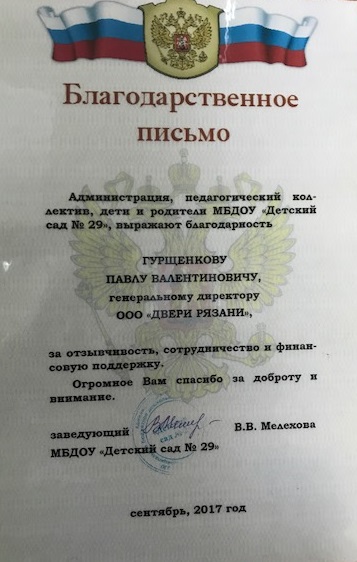 Благодарственное
письмо
Администрация, педагогический кол-
лектив, дети и родители МБДОУ «Детский
сад № 29», выражают благодарность
ГУРЩЕНКОВУ
ПАВЛУ ВАЛЕНТИНОВИЧУ,
генеральному директору
ООО «ДВЕРИ РЯЗАНИ»,
за отзывчивость, сотрудничество и финан-
совую поддержку.
Огромное Вам спасибо за доброту и
внимание.
заведующий В.В. Мелехова
МБДОУ «Детский сад № 29»
сентябрь, 2017 год